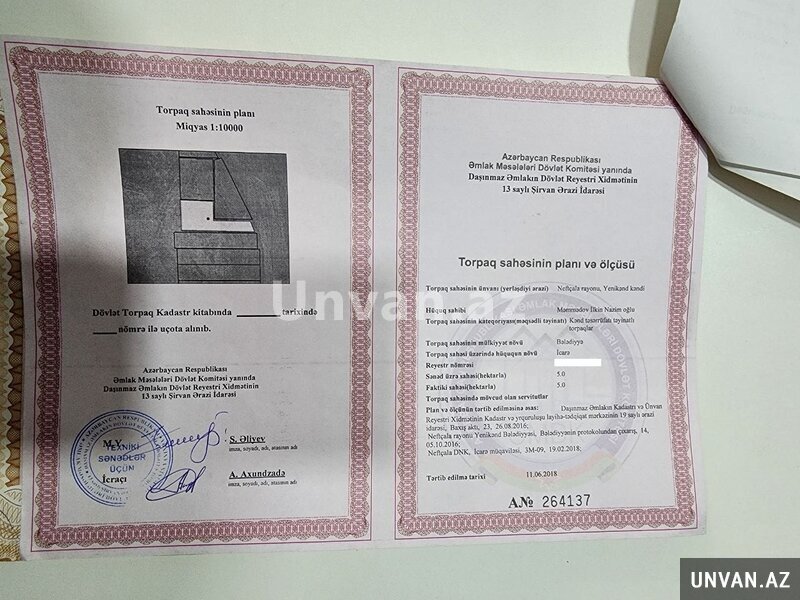 Torpaq sahəsinin planı
Miqyas 1:10000
Dövlət Torpaq Kadastr kitabında ________ tarixində
____ nömrə ilə uçota alınıb.
Azərbaycan Respublikası
Əmlak Məsələləri Dövlət Komitəsi yanında
Daşınmaz Əmlakın Dövlət Reyestri Xidmətinin
13 saylı Şirvan Ərazi İdarəsi
M.Y.
TEXNİKİ
SƏNƏDLƏR
ÜÇÜN
İcraçı
S. Əliyev
imza, soyadı, adı, atasının adı
A. Axundzadə
imza, soyadı, adı, atasının adı
Azərbaycan Respublikası
Əmlak Məsələləri Dövlət Komitəsi yanında
Daşınmaz Əmlakın Dövlət Reyestri Xidmətinin
13 saylı Şirvan Ərazi İdarəsi
Torpaq sahəsinin planı və ölçüsü
Torpaq sahəsinin ünvanı (yerləşdiyi ərazi) Neftçala rayonu, Yenikənd kəndi
Hüquq sahibi Məmmədov İlkin Nazim oğlu
Torpaq sahəsinin kateqoriyası(məqsədli təyinatı) Kənd təsərrüfatı təyinatlı
torpaqlar
Torpaq sahəsinin mülkiyyət növü Bələdiyyə
Torpaq sahəsi üzərində hüququn növü İcarə
Reyestr nömrəsi
Sənəd üzrə sahəsi(hektarla) 5.0
Faktiki sahəsi(hektarla) 5.0
Torpaq sahəsində mövcud olan servitutlar
Plan və ölçünün tərtib edilməsinə əsas: Daşınmaz Əmlakın Kadastrı və Ünvan
Reyestri Xidmətinin Kadastr və yerquruluşu layihə-tədqiqat mərkəzinin 19 saylı ərazi
idarəsi, Baxış aktı, 23, 26.08.2016;
Neftçala rayonu Yenikənd Bələdiyyəsi, Bələdiyyənin protokolundan çıxarış, 14,
05.10.2016;
Neftçala DNK, İcarə müqaviləsi, 3M-09, 19.02.2018;
Tərtib edilmə tarixi 11.06.2018
A№ 264137
Unvan.az
UNVAN.AZ